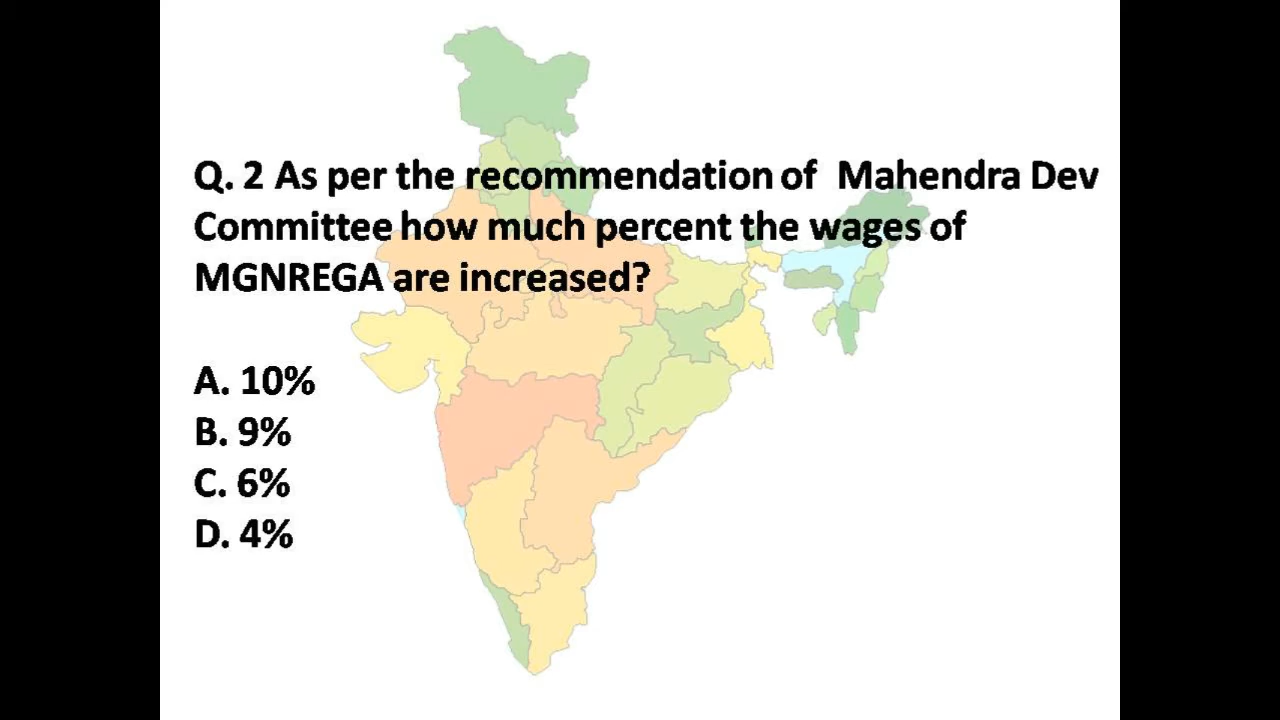 Q. 2 As per the recommendation of Mahendra Dev
Committee how much percent the wages of
MGNREGA are increased?
A. 10%
B. 9%
C. 6%
D. 4%